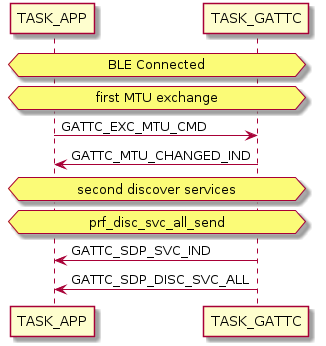 TASK_APP TASK_GATTC
BLE Connected
first MTU exchange
GATTC_EXC_MTU_CMD
GATTC_MTU_CHANGED_IND
second discover services
prf_disc_svc_all_send
GATTC_SDP_SVC_IND
GATTC_SDP_DISC_SVC_ALL
TASK_APP TASK_GATTC